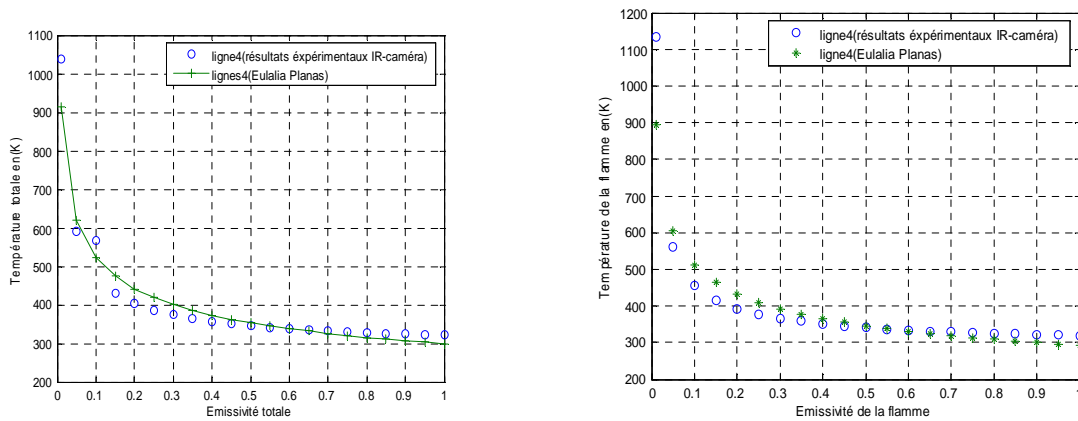 1100
1000
900
800
700
600
500
400
300
200
Température totale en(K)
ligne4(résultats éxpérimentaux IR-caméra)
lignes4(Eulalia Planas)
0 0.1 0.2 0.3 0.4 0.5 0.6 0.7 0.8 0.9 1
Emissivité totale
1200
1100
1000
900
800
700
600
500
400
300
200
Température de la flamme en(K)
ligne4(résultats éxpérimentaux IR-caméra)
ligne4(Eulalia Planas)
0 0.1 0.2 0.3 0.4 0.5 0.6 0.7 0.8 0.9
Emissivité de la flamme